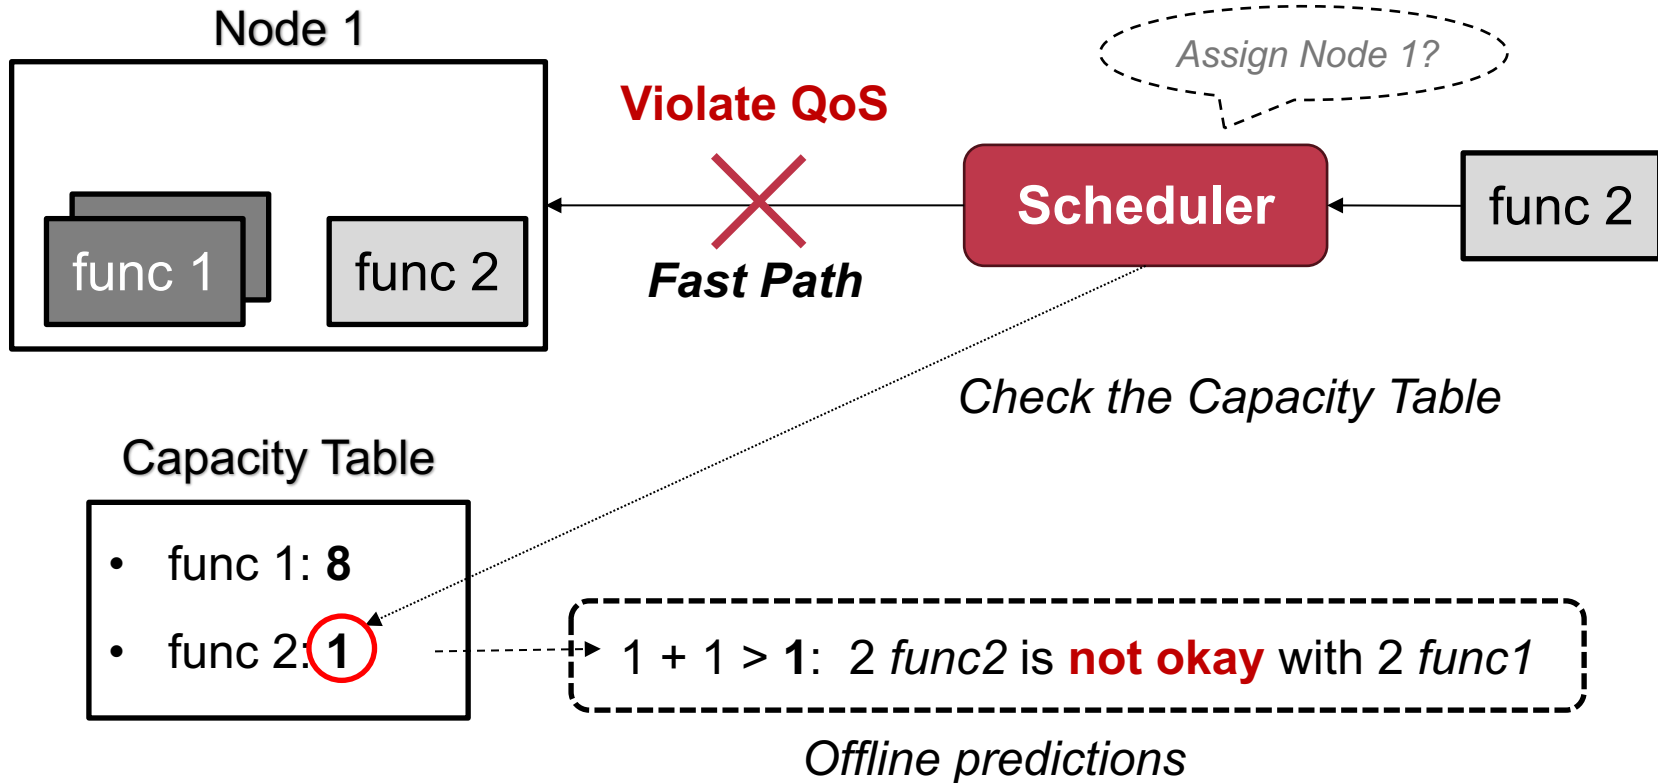 Node 1
Assign Node 1?
Violate QoS
Scheduler
func 2
func 1
func 2
Fast Path
Check the Capacity Table
Capacity Table
• func 1: 8
• func 2: 1
1 + 1 > 1: 2 func2 is not okay with 2 func1
Offline predictions